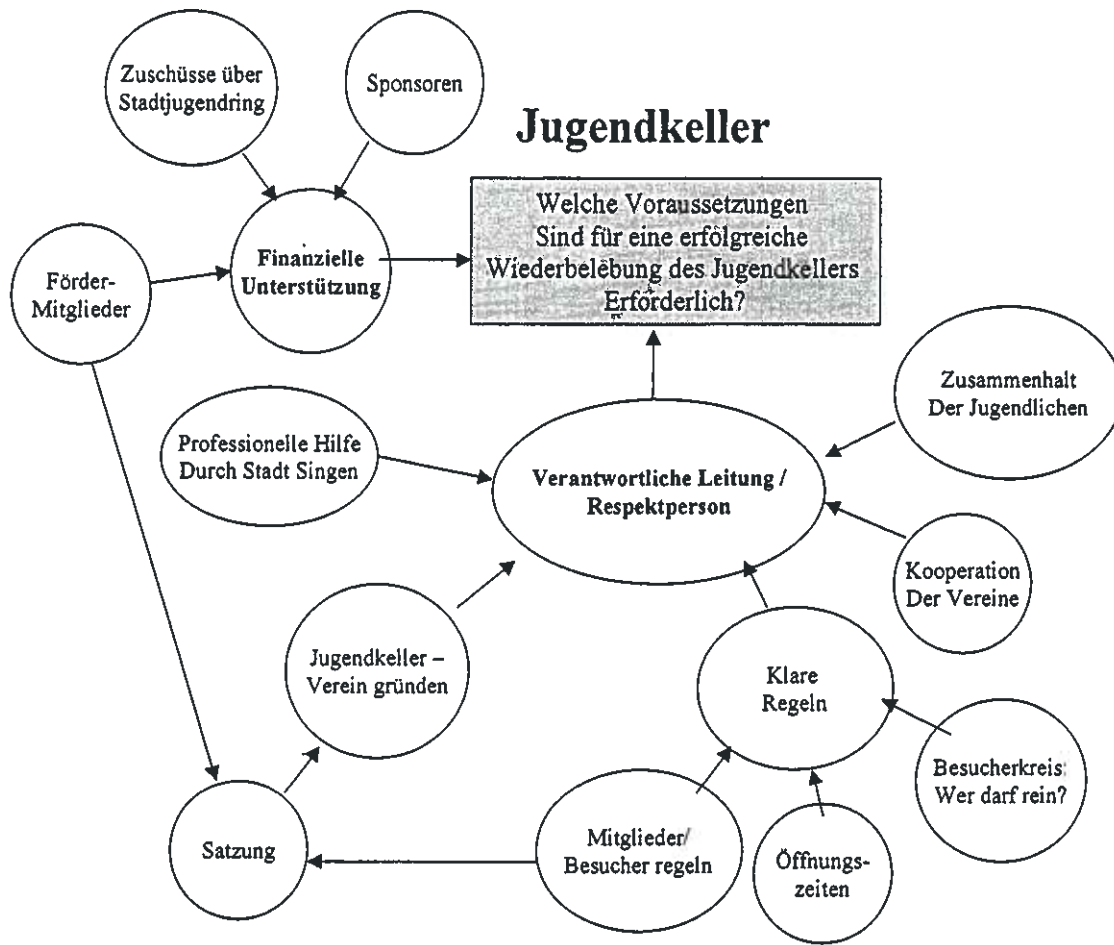 Zuschüsse über
Stadtjugendring
Sponsoren
Jugendkeller
Welche Voraussetzungen
Sind für eine erfolgreiche
Wiederbelebung des Jugendkellers
Erforderlich?
Finanzielle
Unterstützung
Förder-
Mitglieder
Zusammenhalt
Der Jugendlichen
Professionelle Hilfe
Durch Stadt Singen
Verantwortliche Leitung /
Respektperson
Kooperation
Der Vereine
Jugendkeller –
Verein gründen
Klare
Regeln
Besucherkreis:
Wer darf rein?
Satzung
Mitglieder/
Besucher regeln
Öffnungs-
zeiten